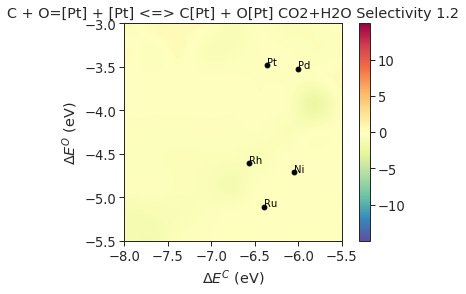 C + O=[Pt] + [Pt] <=> C[Pt] + O[Pt] CO2+H2O Selectivity 1.2
−3.0
−3.5
−4.0
−4.5
−5.0
−5.5
ΔE^O (eV)
Pt
Pd
Rh
Ni
Ru
−8.0 −7.5 −7.0 −6.5 −6.0 −5.5
ΔE^C (eV)
10
5
0
−5
−10